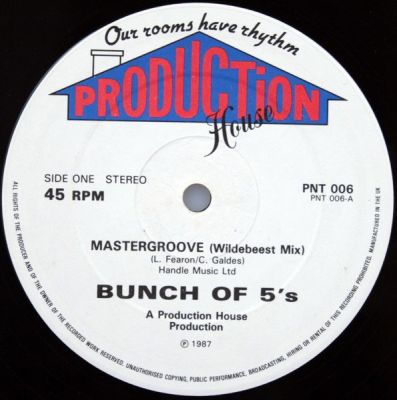 Our rooms have rhythm
PRODUCTION
House
SIDE ONE STEREO
45 RPM
PNT 006
PNT 006-A
MASTERGROOVE (Wildebeest Mix)
(L. Fearon/C. Galdes)
Handle Music Ltd
BUNCH OF 5's
A Production House
Production
℗ 1987
ALL RIGHTS OF THE PRODUCER AND OF THE OWNER OF THE RECORDED WORK RESERVED. UNAUTHORISED COPYING, PUBLIC PERFORMANCE, BROADCASTING, HIRING OR RENTAL OF THIS RECORDING PROHIBITED. MANUFACTURED IN THE UK